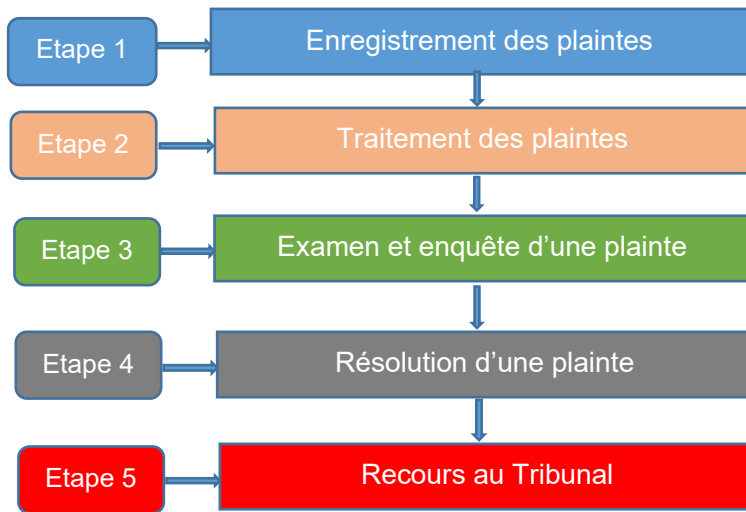 Etape 1
Enregistrement des plaintes
Etape 2
Traitement des plaintes
Etape 3
Examen et enquête d’une plainte
Etape 4
Résolution d’une plainte
Etape 5
Recours au Tribunal